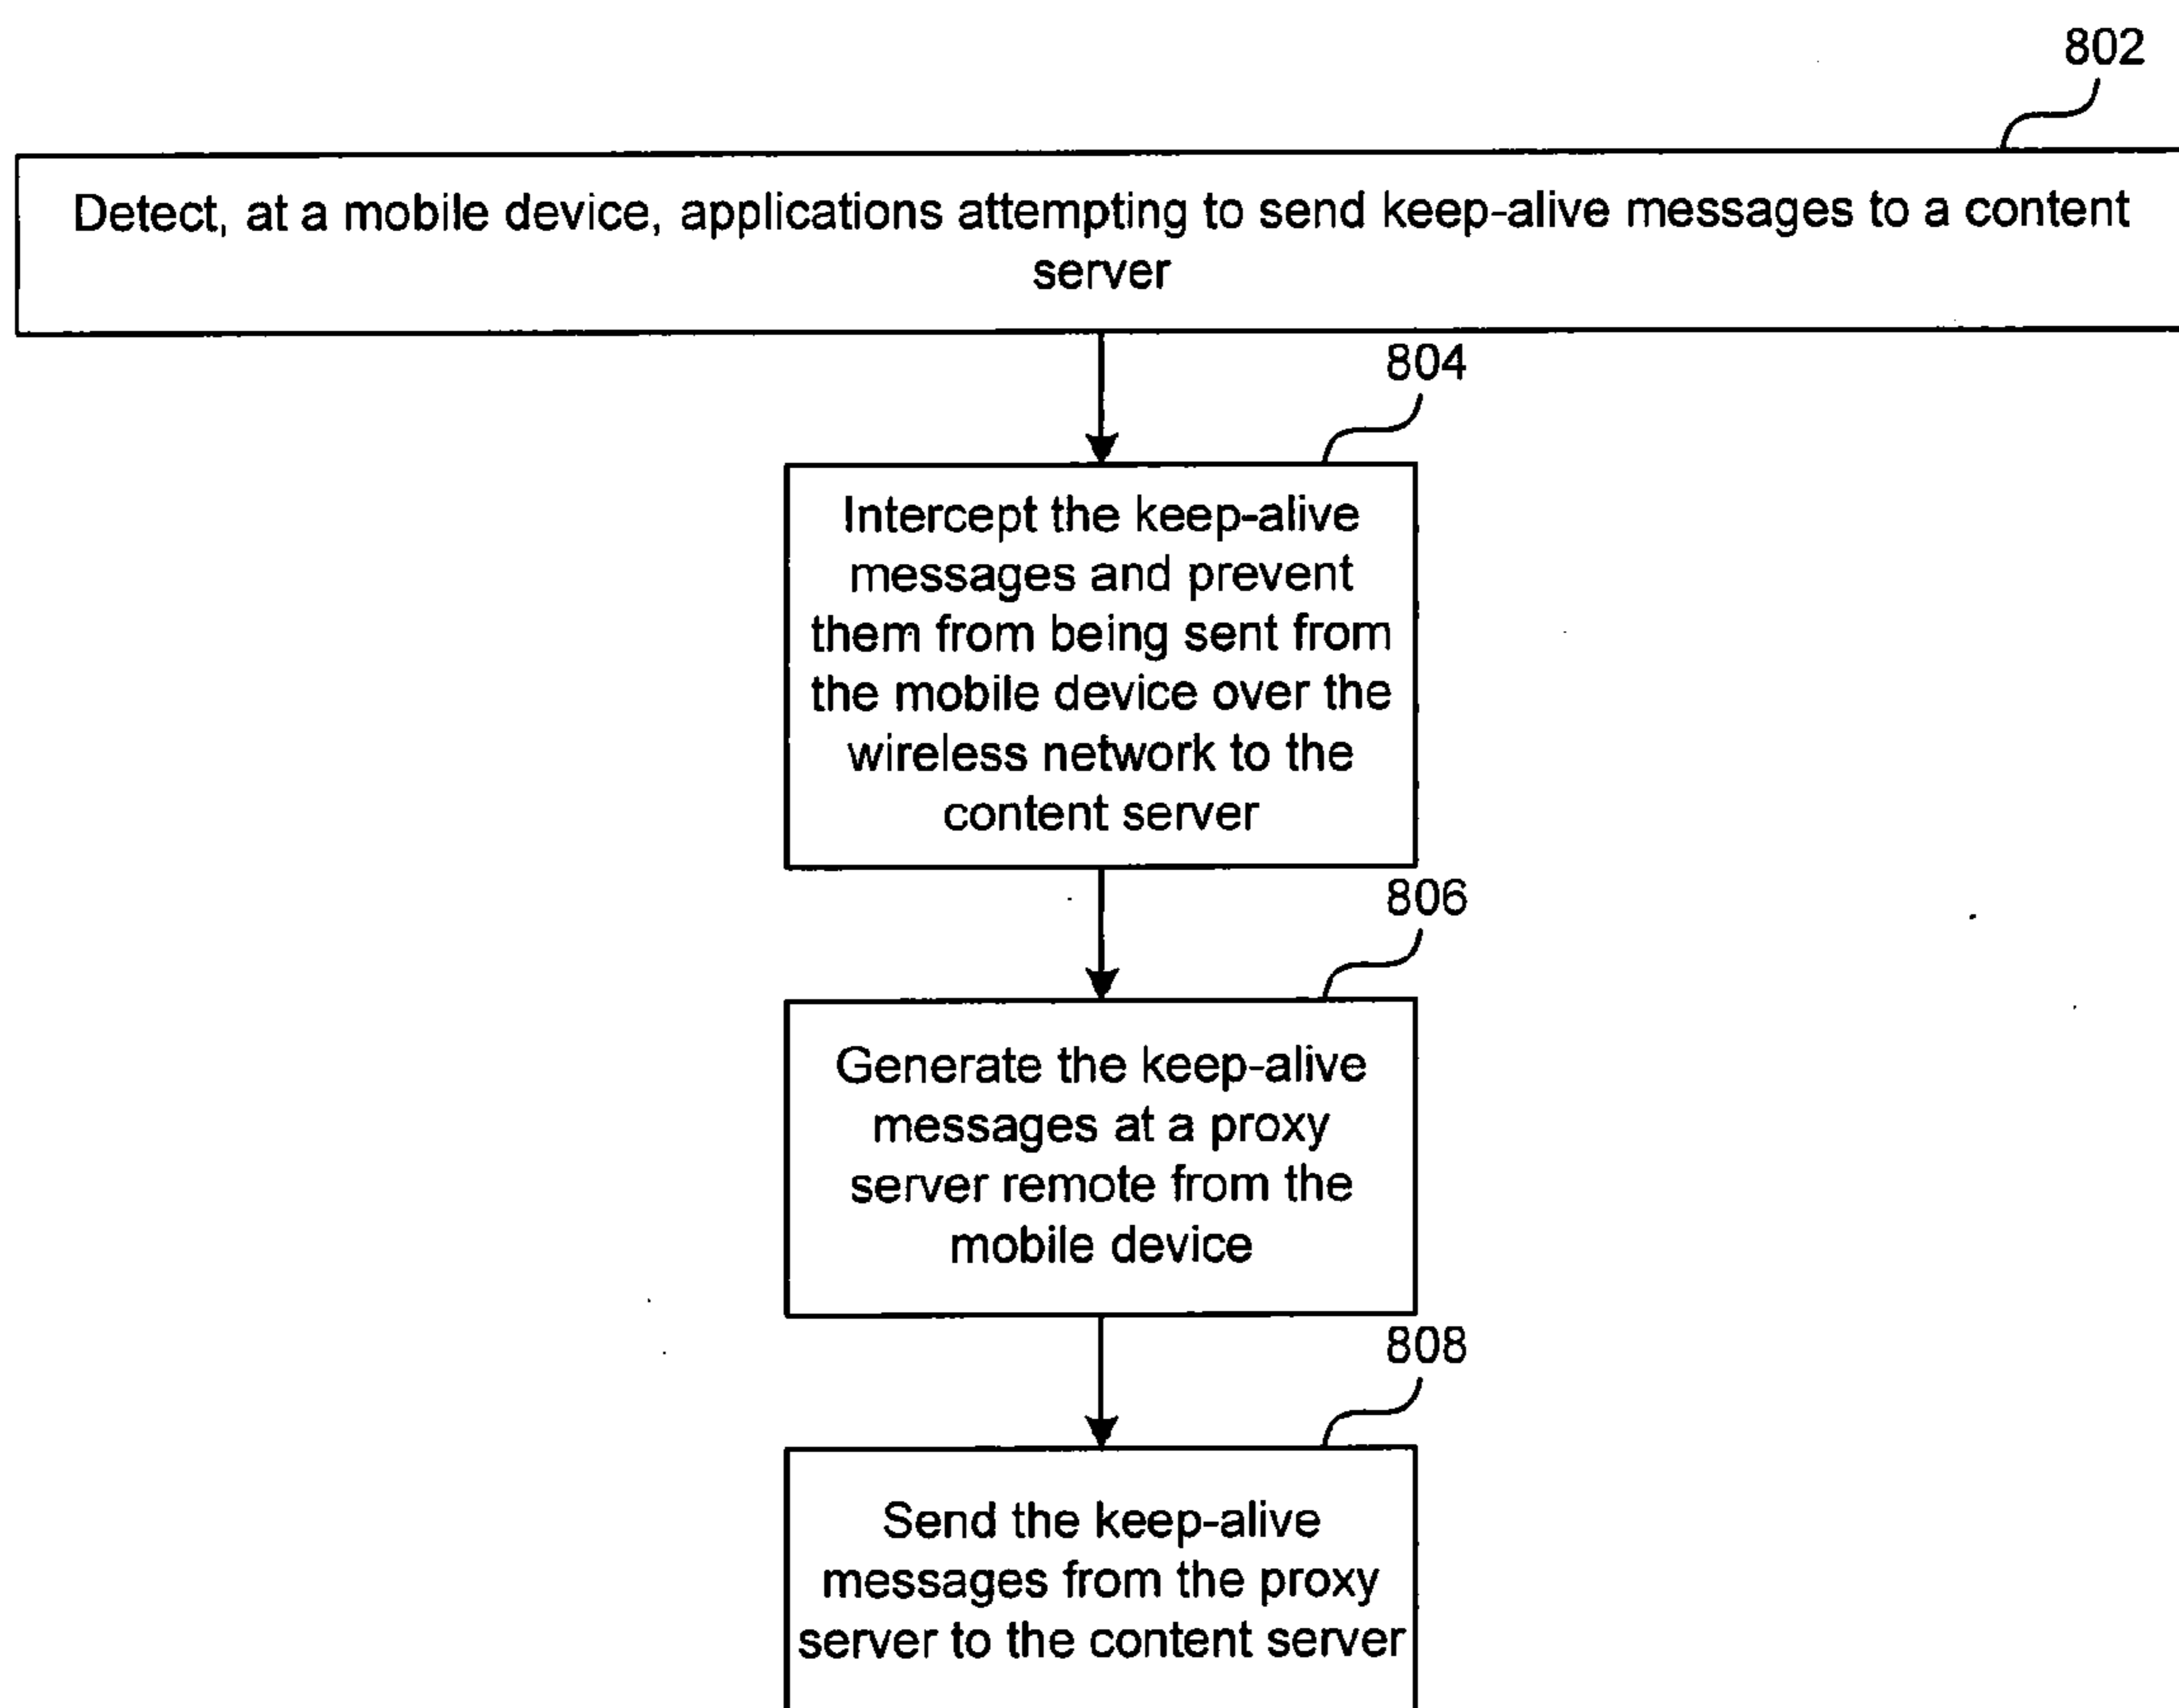 802
Detect, at a mobile device, applications attempting to send keep-alive messages to a content
server
804
Intercept the keep-alive
messages and prevent
them from being sent from
the mobile device over the
wireless network to the
content server
806
Generate the keep-alive
messages at a proxy
server remote from the
mobile device
808
Send the keep-alive
messages from the proxy
server to the content server